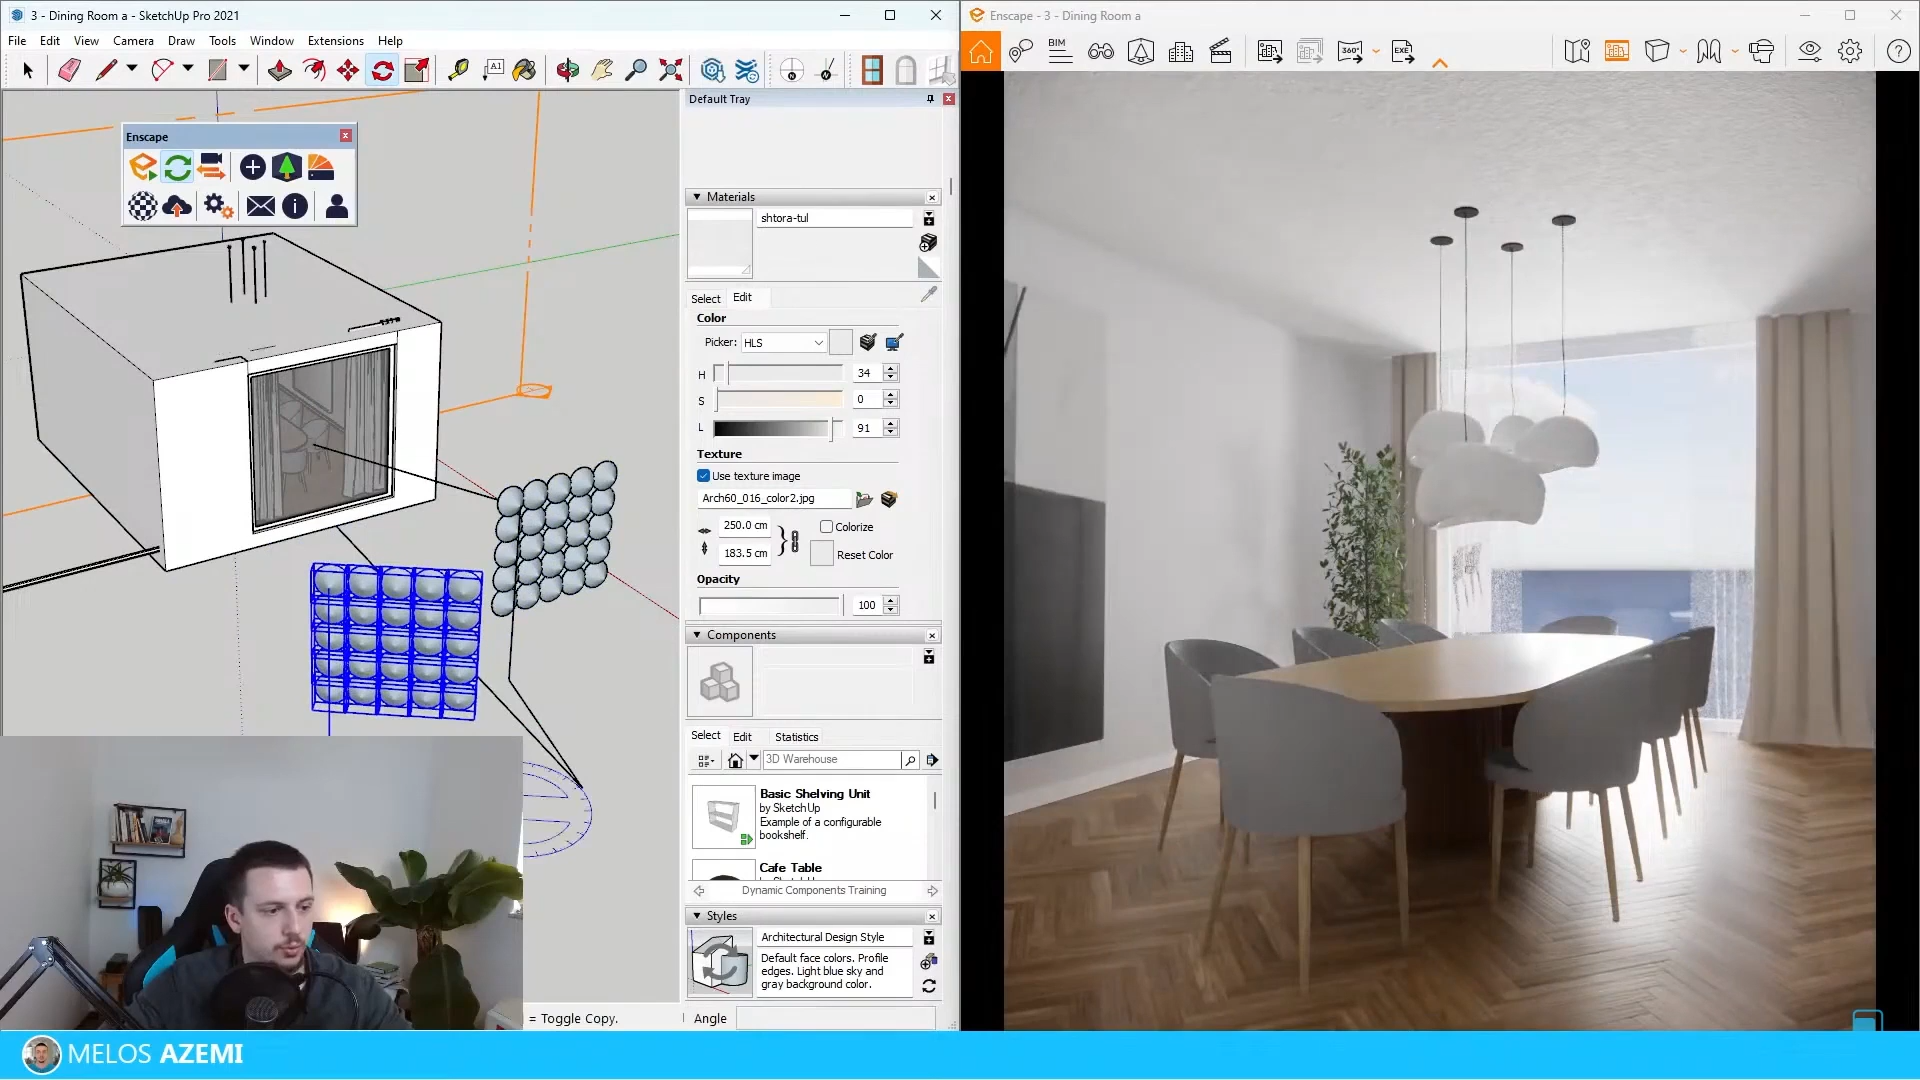 3 - Dining Room a - SketchUp Pro 2021
File Edit View Camera Draw Tools Window Extensions Help
A1
Default Tray
Enscape
Materials
shtora-tul
Select Edit
Color
Picker: HLS
H 34
S 0
L 91
Texture
Use texture image
Arch60_016_color2.jpg
250.0 cm Colorize
183.5 cm Reset Color
Opacity
100
Components
Select Edit Statistics
3D Warehouse
Basic Shelving Unit
by SketchUp
Example of a configurable
bookshelf.
Cafe Table
Dynamic Components Training
Styles
Architectural Design Style
Default face colors. Profile
edges. Light blue sky and
gray background color.
= Toggle Copy. Angle
Enscape - 3 - Dining Room a
BIM
360°
EXE
MELOS AZEMI